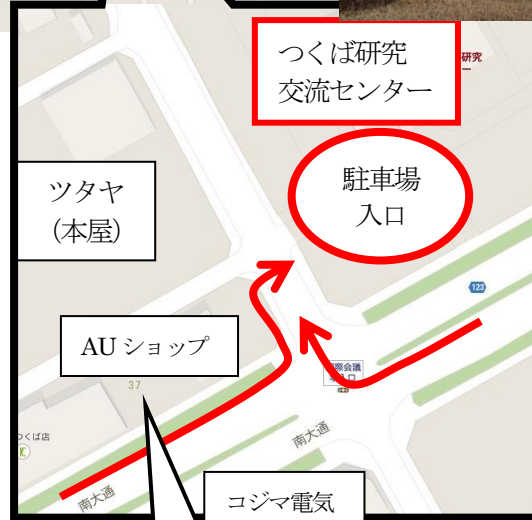 つくば研究
交流センター
研究
駐車場
入口
ツタヤ
(本屋)
123
AUショップ
37
つくば店
南大通
南大通
コジマ電気